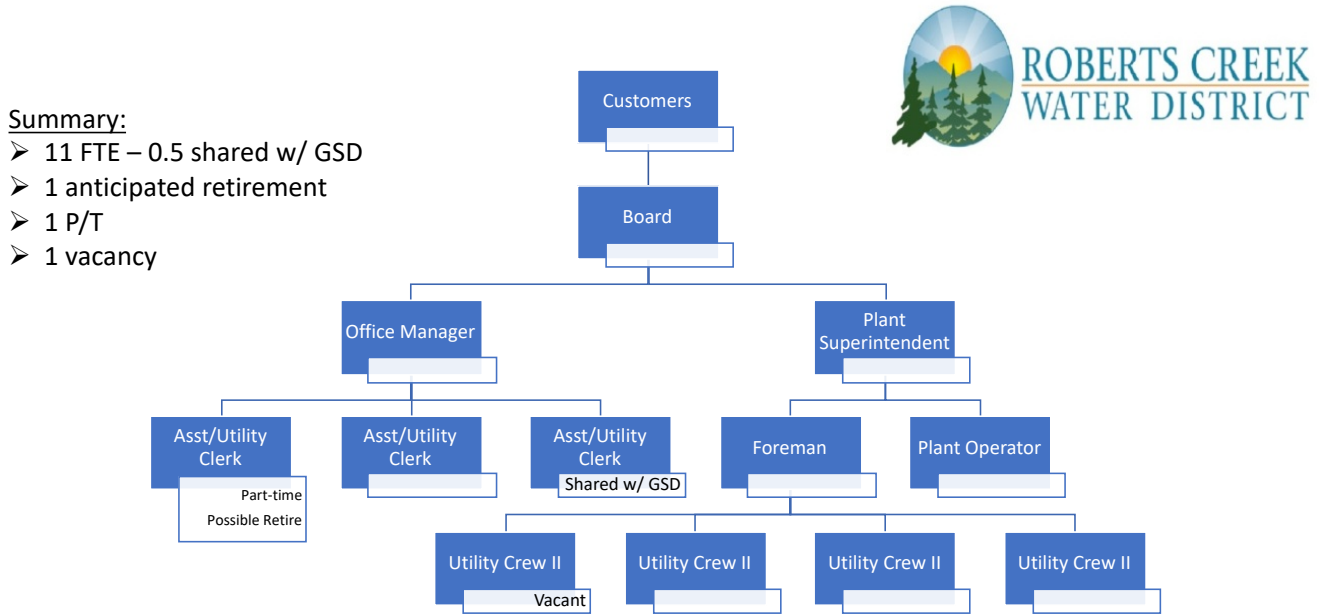 ROBERTS CREEK
WATER DISTRICT
Summary:
➢ 11 FTE – 0.5 shared w/ GSD
➢ 1 anticipated retirement
➢ 1 P/T
➢ 1 vacancy
Customers
Board
Office Manager
Plant
Superintendent
Asst/Utility
Clerk
Part-time
Possible Retire
Asst/Utility
Clerk
Asst/Utility
Clerk
Shared w/ GSD
Foreman
Plant Operator
Utility Crew II
Vacant
Utility Crew II
Utility Crew II
Utility Crew II